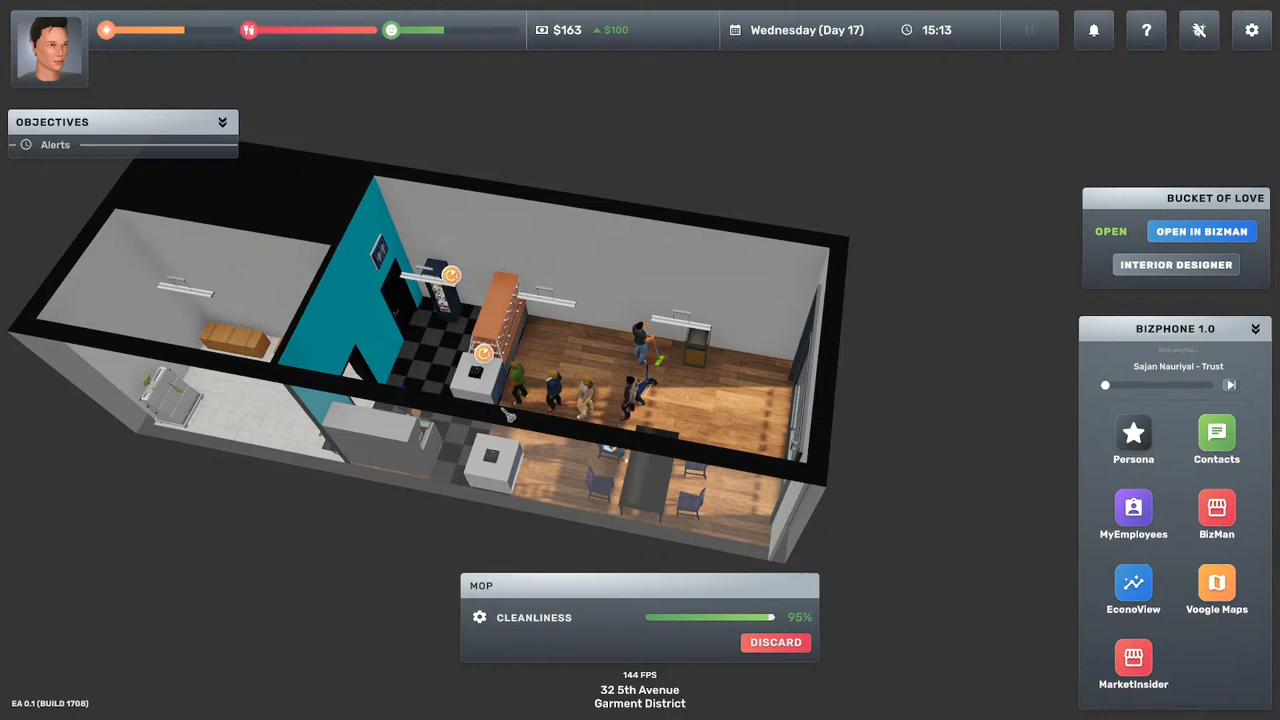 $163
$100
Wednesday (Day 17)
15:13
?
OBJECTIVES
Alerts
BUCKET OF LOVE
OPEN
OPEN IN BIZMAN
INTERIOR DESIGNER
BIZPHONE 1.0
Now playing...
Sajan Nauriyal - Trust
Persona
Contacts
MyEmployees
BizMan
EconoView
Voogle Maps
MarketInsider
MOP
CLEANLINESS
95%
DISCARD
144 FPS
32 5th Avenue
Garment District
EA 0.1 (BUILD 1708)